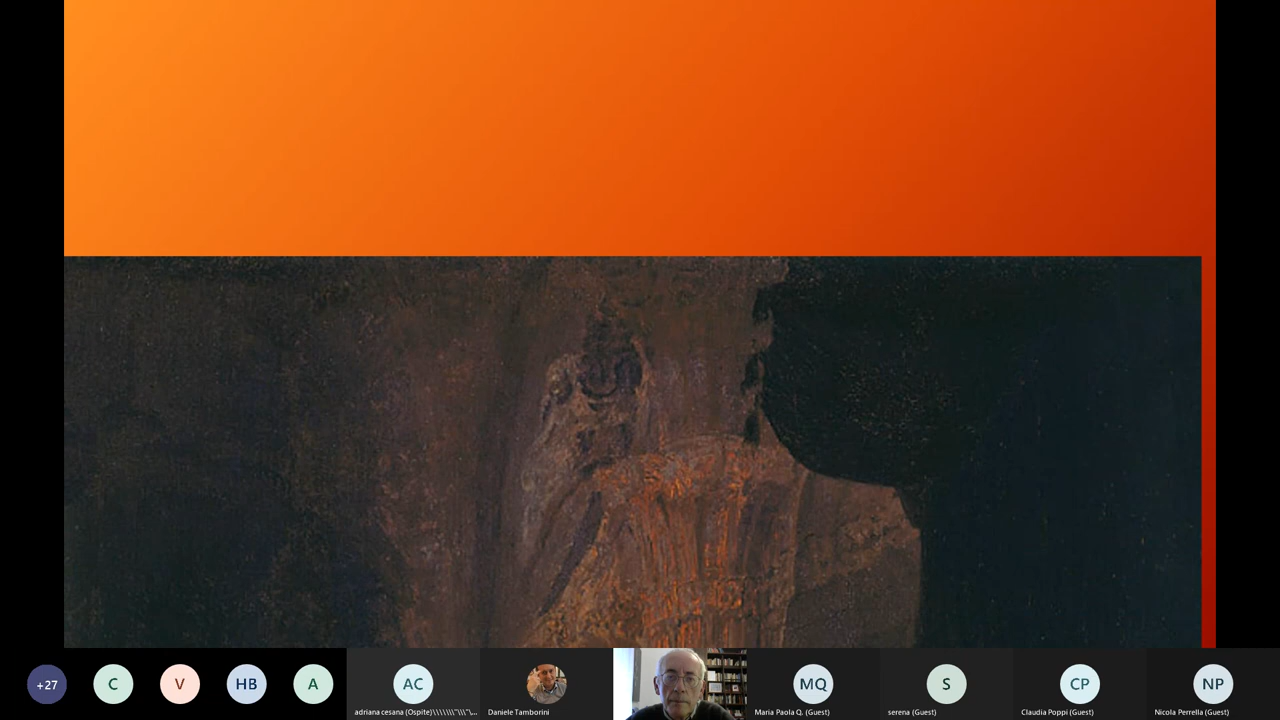 +27
C
V
HB
A
AC
MQ
S
CP
NP
adriana cesana (Ospite)\\\\\\\"\\\"\...
Daniele Tamborini
Maria Paola Q. (Guest)
serena (Guest)
Claudia Poppi (Guest)
Nicola Perrella (Guest)